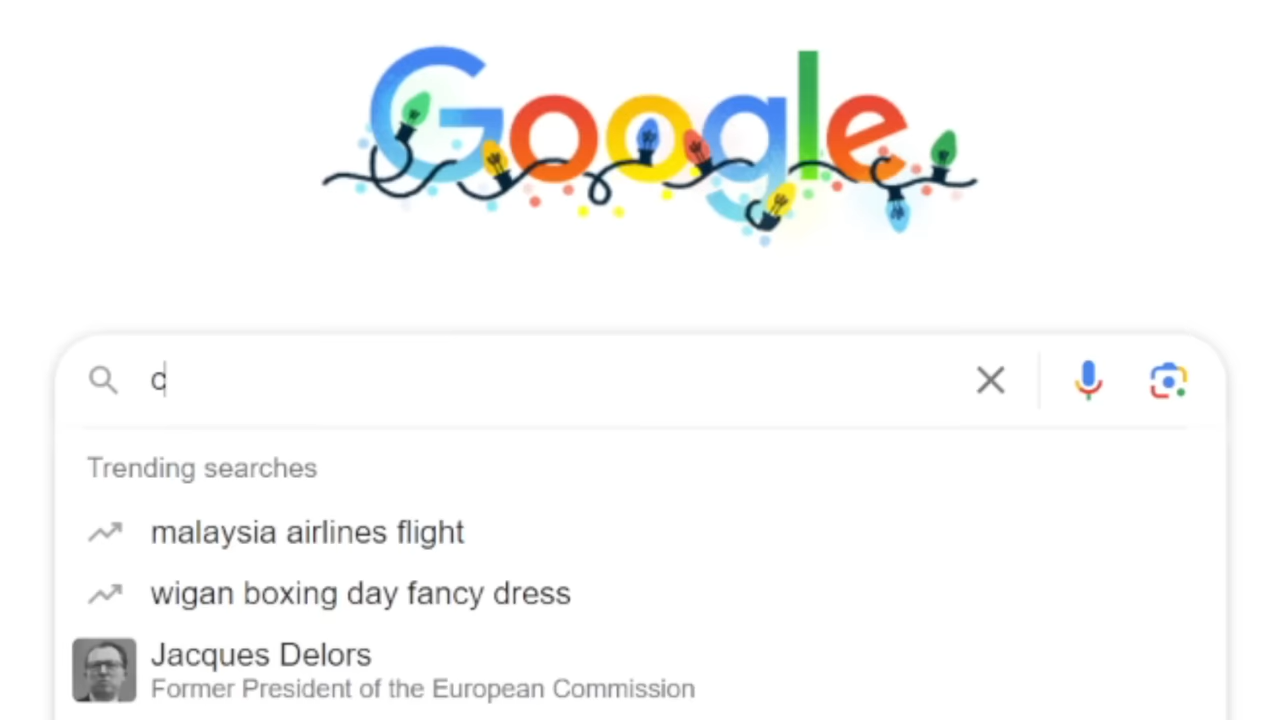 Google
c
Trending searches
malaysia airlines flight
wigan boxing day fancy dress
Jacques Delors
Former President of the European Commission